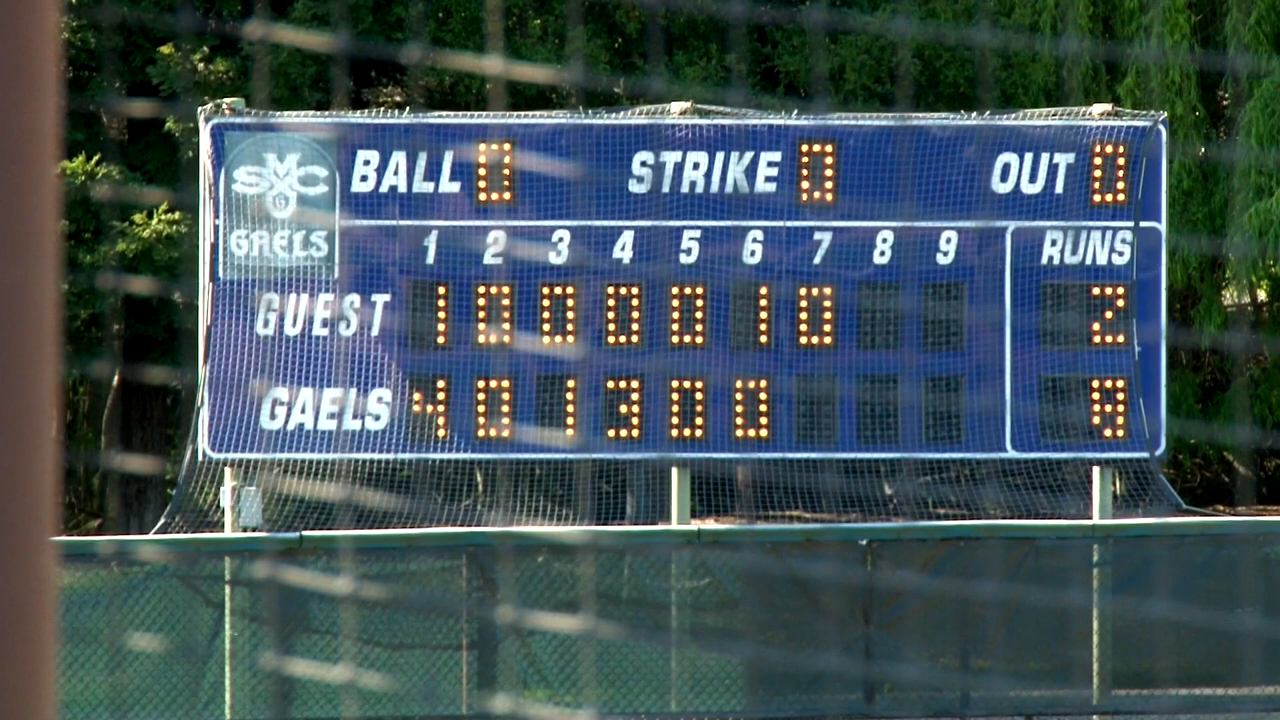 BALL 0 STRIKE 0 OUT 0
SMC
GAELS
1 2 3 4 5 6 7 8 9 RUNS
GUEST 1 0 0 0 0 1 0 2
GAELS 4 0 1 3 0 0 8